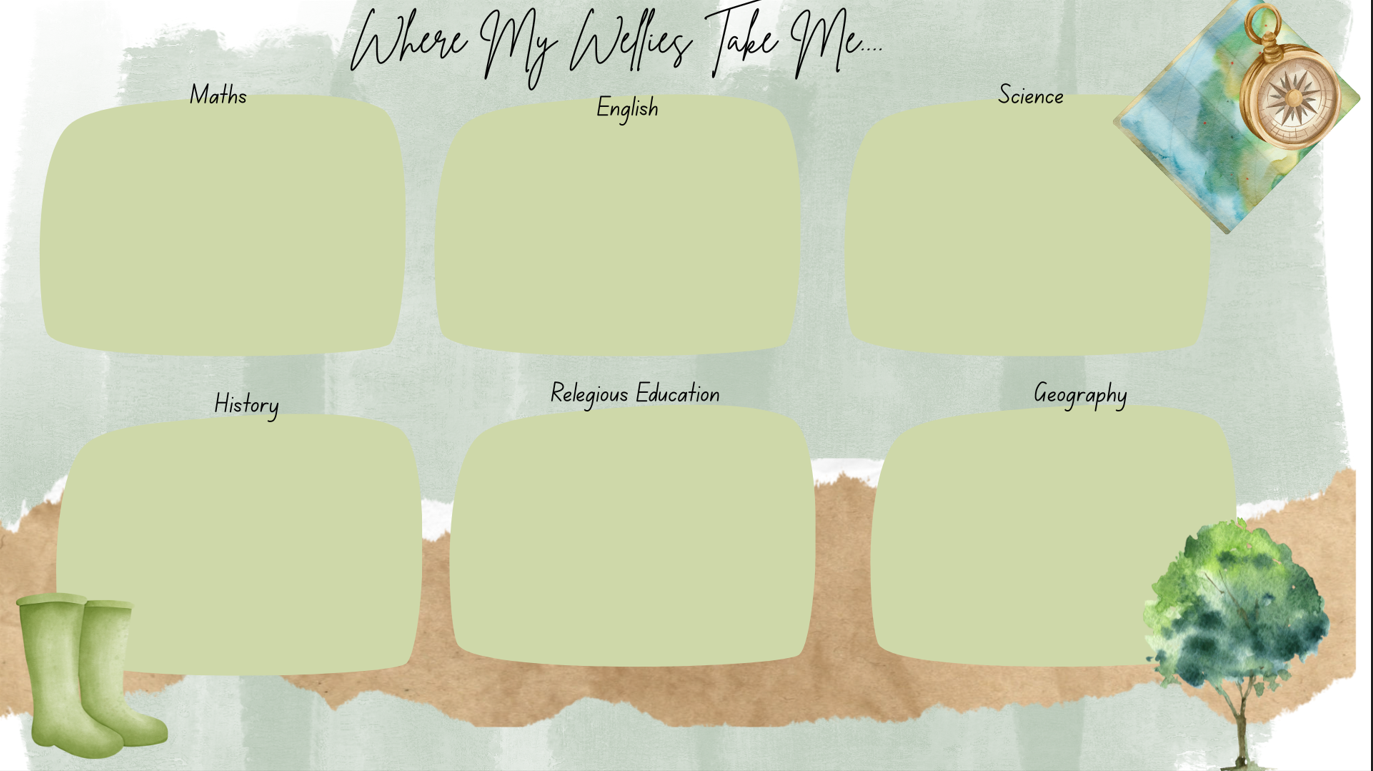 Where My Wellies Take Me....
Maths
English
Science
History
Relegious Education
Geography